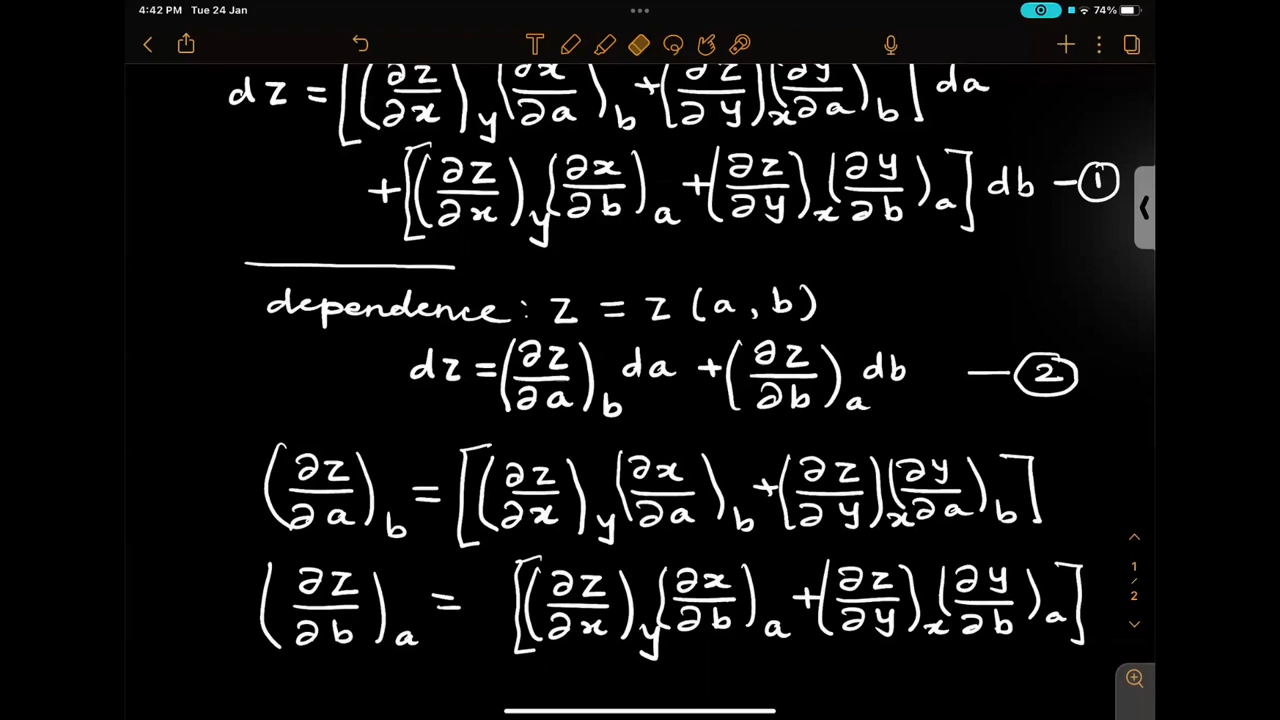 4:42 PM Tue 24 Jan 74%
dz = [(∂z/∂x)_y (∂x/∂a)_b + (∂z/∂y)_x (∂y/∂a)_b] da
+ [(∂z/∂x)_y (∂x/∂b)_a + (∂z/∂y)_x (∂y/∂b)_a] db — ①
dependence : z = z (a, b)
dz = (∂z/∂a)_b da + (∂z/∂b)_a db — ②
(∂z/∂a)_b = [(∂z/∂x)_y (∂x/∂a)_b + (∂z/∂y)_x (∂y/∂a)_b]
(∂z/∂b)_a = [(∂z/∂x)_y (∂x/∂b)_a + (∂z/∂y)_x (∂y/∂b)_a]
1/2